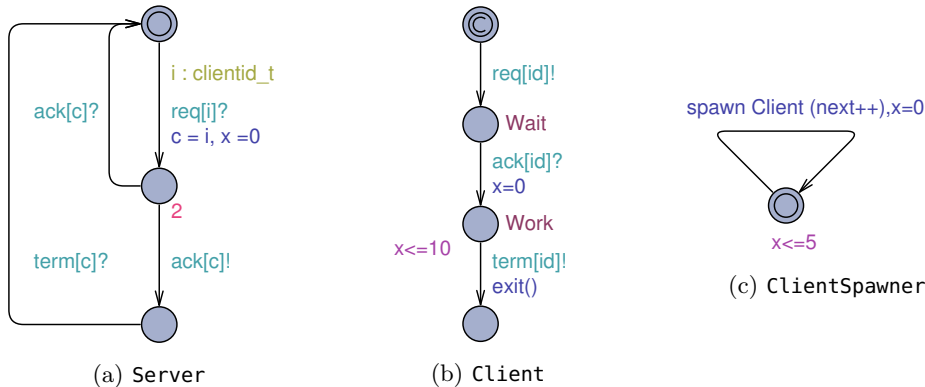 i : clientid_t
ack[c]?
req[i]?
c = i, x =0
2
term[c]?
ack[c]!
(a) Server
req[id]!
Wait
ack[id]?
x=0
Work
x<=10
term[id]!
exit()
(b) Client
spawn Client (next++),x=0
x<=5
(c) ClientSpawner